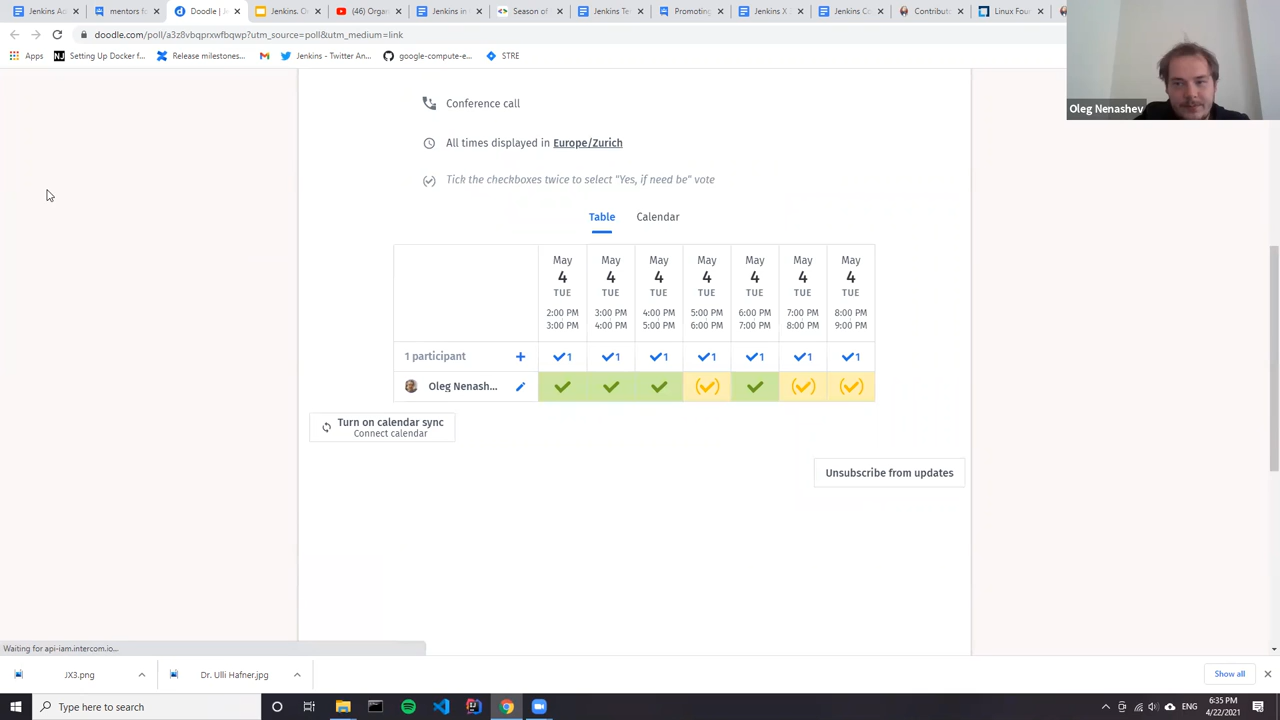 Jenkins Ad
mentors fo
Doodle | J
Jenkins. O
(46) Organ
Jenkins in
Season of
Jenkins Te
Promoting
Jenkins X
Jenkins Co
Contributo
Linux Fou
doodle.com/poll/a3z8vbqprxwfbqwp?utm_source=poll&utm_medium=link
Apps
Setting Up Docker f...
Release milestones...
Jenkins - Twitter An...
google-compute-e...
STRE
Oleg Nenashev
Conference call
All times displayed in Europe/Zurich
Tick the checkboxes twice to select "Yes, if need be" vote
Table Calendar
May May May May May May May
4 4 4 4 4 4 4
TUE TUE TUE TUE TUE TUE TUE
2:00 PM 3:00 PM 4:00 PM 5:00 PM 6:00 PM 7:00 PM 8:00 PM
3:00 PM 4:00 PM 5:00 PM 6:00 PM 7:00 PM 8:00 PM 9:00 PM
1 participant + 1 1 1 1 1 1 1
Oleg Nenash...
Turn on calendar sync
Connect calendar
Unsubscribe from updates
Waiting for api-iam.intercom.io...
JX3.png
Dr. Ulli Hafner.jpg
Show all
Type here to search
ENG
6:35 PM
4/22/2021